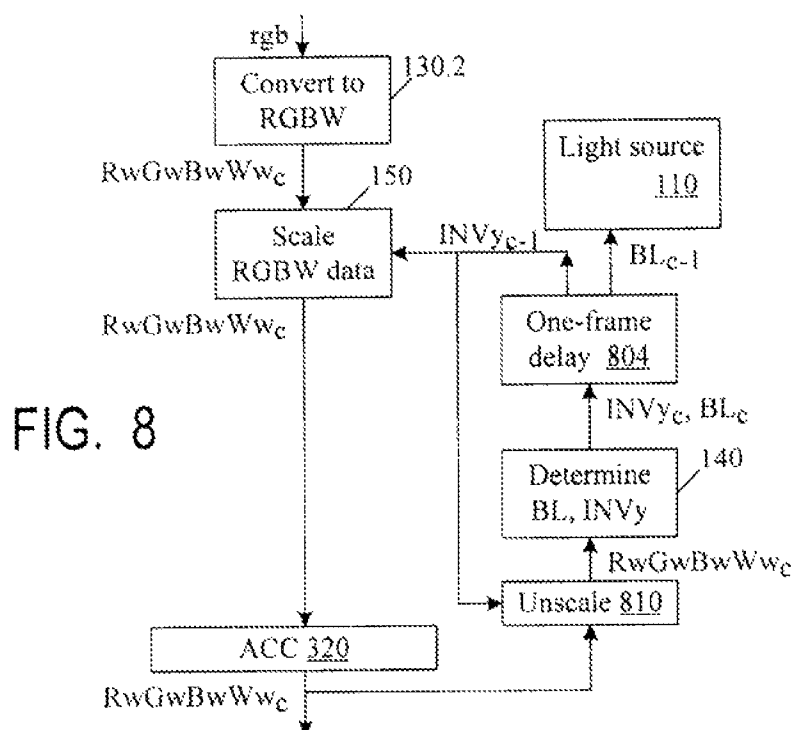 rgb
Convert to
RGBW
130.2
RwGwBwWwc
150
Scale
RGBW data
RwGwBwWwc
Light source
110
INVyc-1
BLc-1
One-frame
delay 804
INVyc, BLc
FIG. 8
140
Determine
BL, INVy
RwGwBwWwc
Unscale 810
ACC 320
RwGwBwWwc